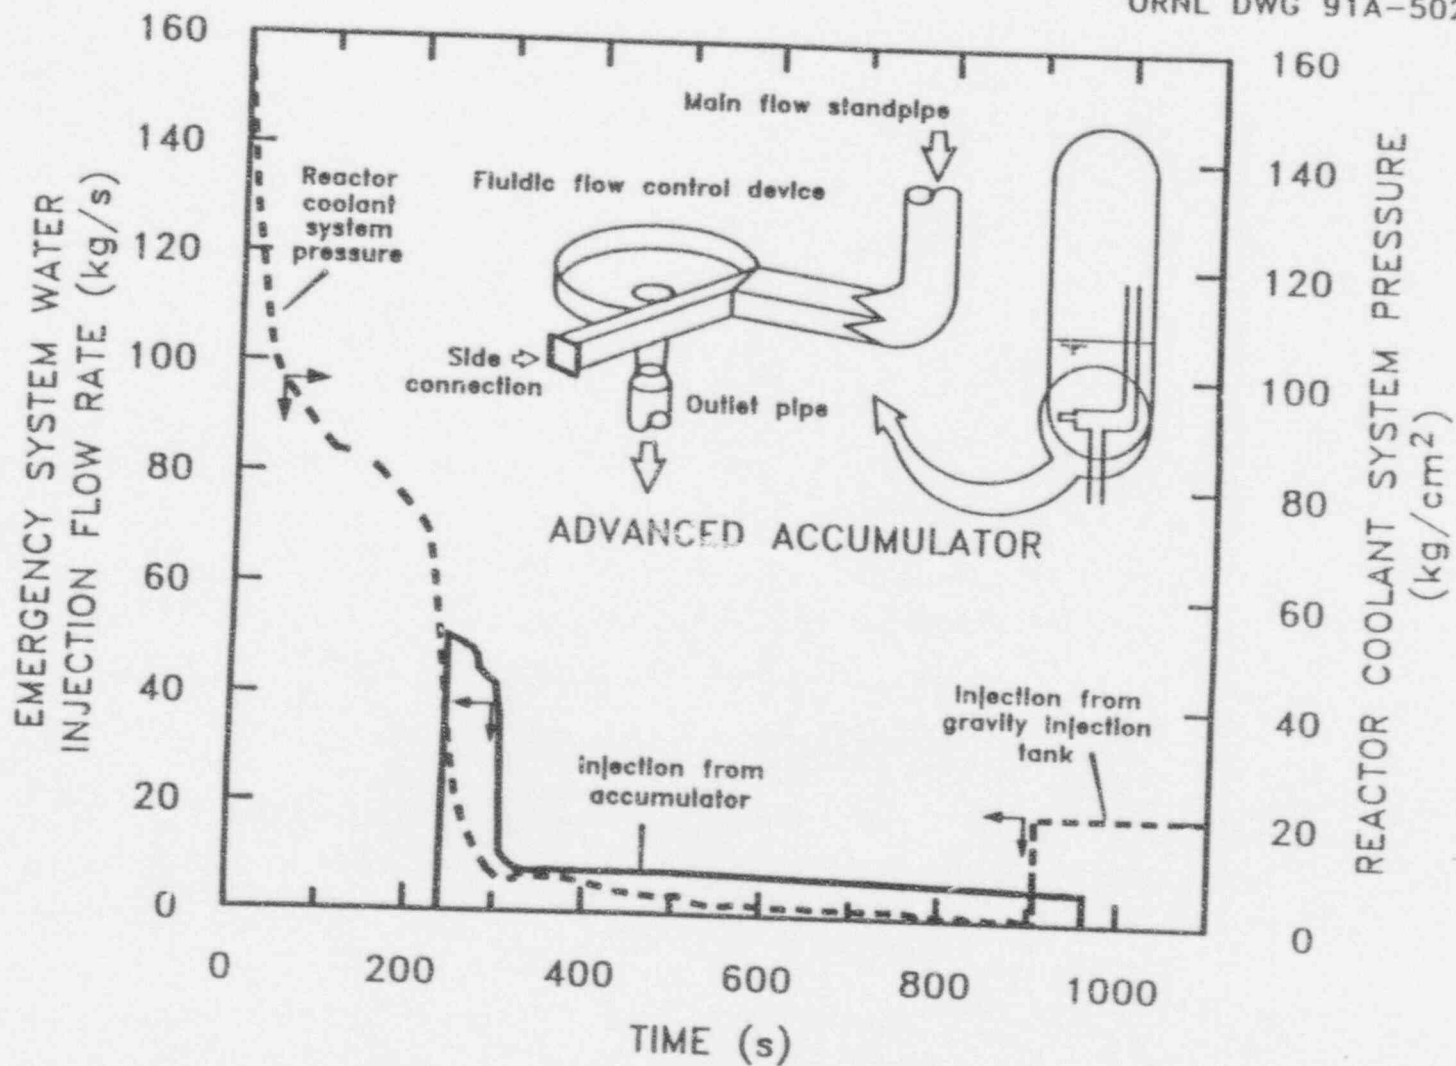 ORNL DWG 91A-502
EMERGENCY SYSTEM WATER
INJECTION FLOW RATE (kg/s)
160
140
120
100
80
60
40
20
0
Reactor
coolant
system
pressure
Fluidic flow control device
Main flow standpipe
Side
connection
Outlet pipe
ADVANCED ACCUMULATOR
Injection from
accumulator
Injection from
gravity injection
tank
160
140
120
100
80
60
40
20
0
REACTOR COOLANT SYSTEM PRESSURE
(kg/cm²)
0
200
400
600
800
1000
TIME (s)